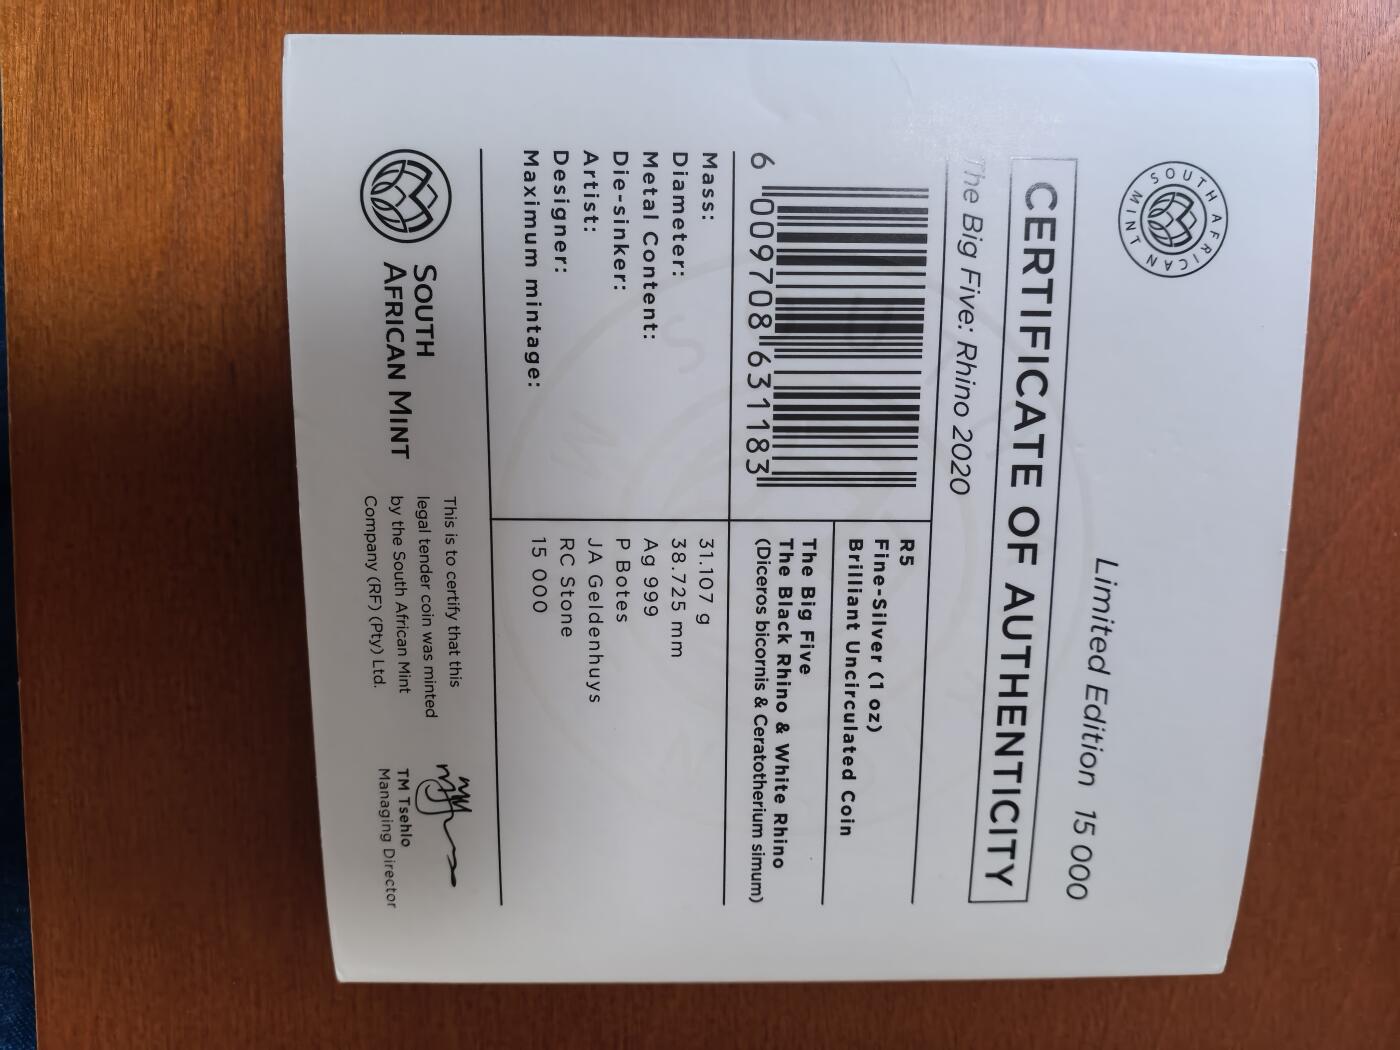 SOUTH AFRICAN MINT
Limited Edition 15 000
CERTIFICATE OF AUTHENTICITY
The Big Five: Rhino 2020
6 009708 631183
R5
Fine-Silver (1 oz)
Brilliant Uncirculated Coin
The Big Five
The Black Rhino & White Rhino
(Diceros bicornis & Ceratotherium simum)
Mass: 31.107 g
Diameter: 38.725 mm
Metal Content: Ag 999
Die-sinker: P Botes
Artist: JA Geldenhuys
Designer: RC Stone
Maximum mintage: 15 000
SOUTH
AFRICAN MINT
This is to certify that this
legal tender coin was minted
by the South African Mint
Company (RF) (Pty) Ltd.
TM Tsehlo
Managing Director